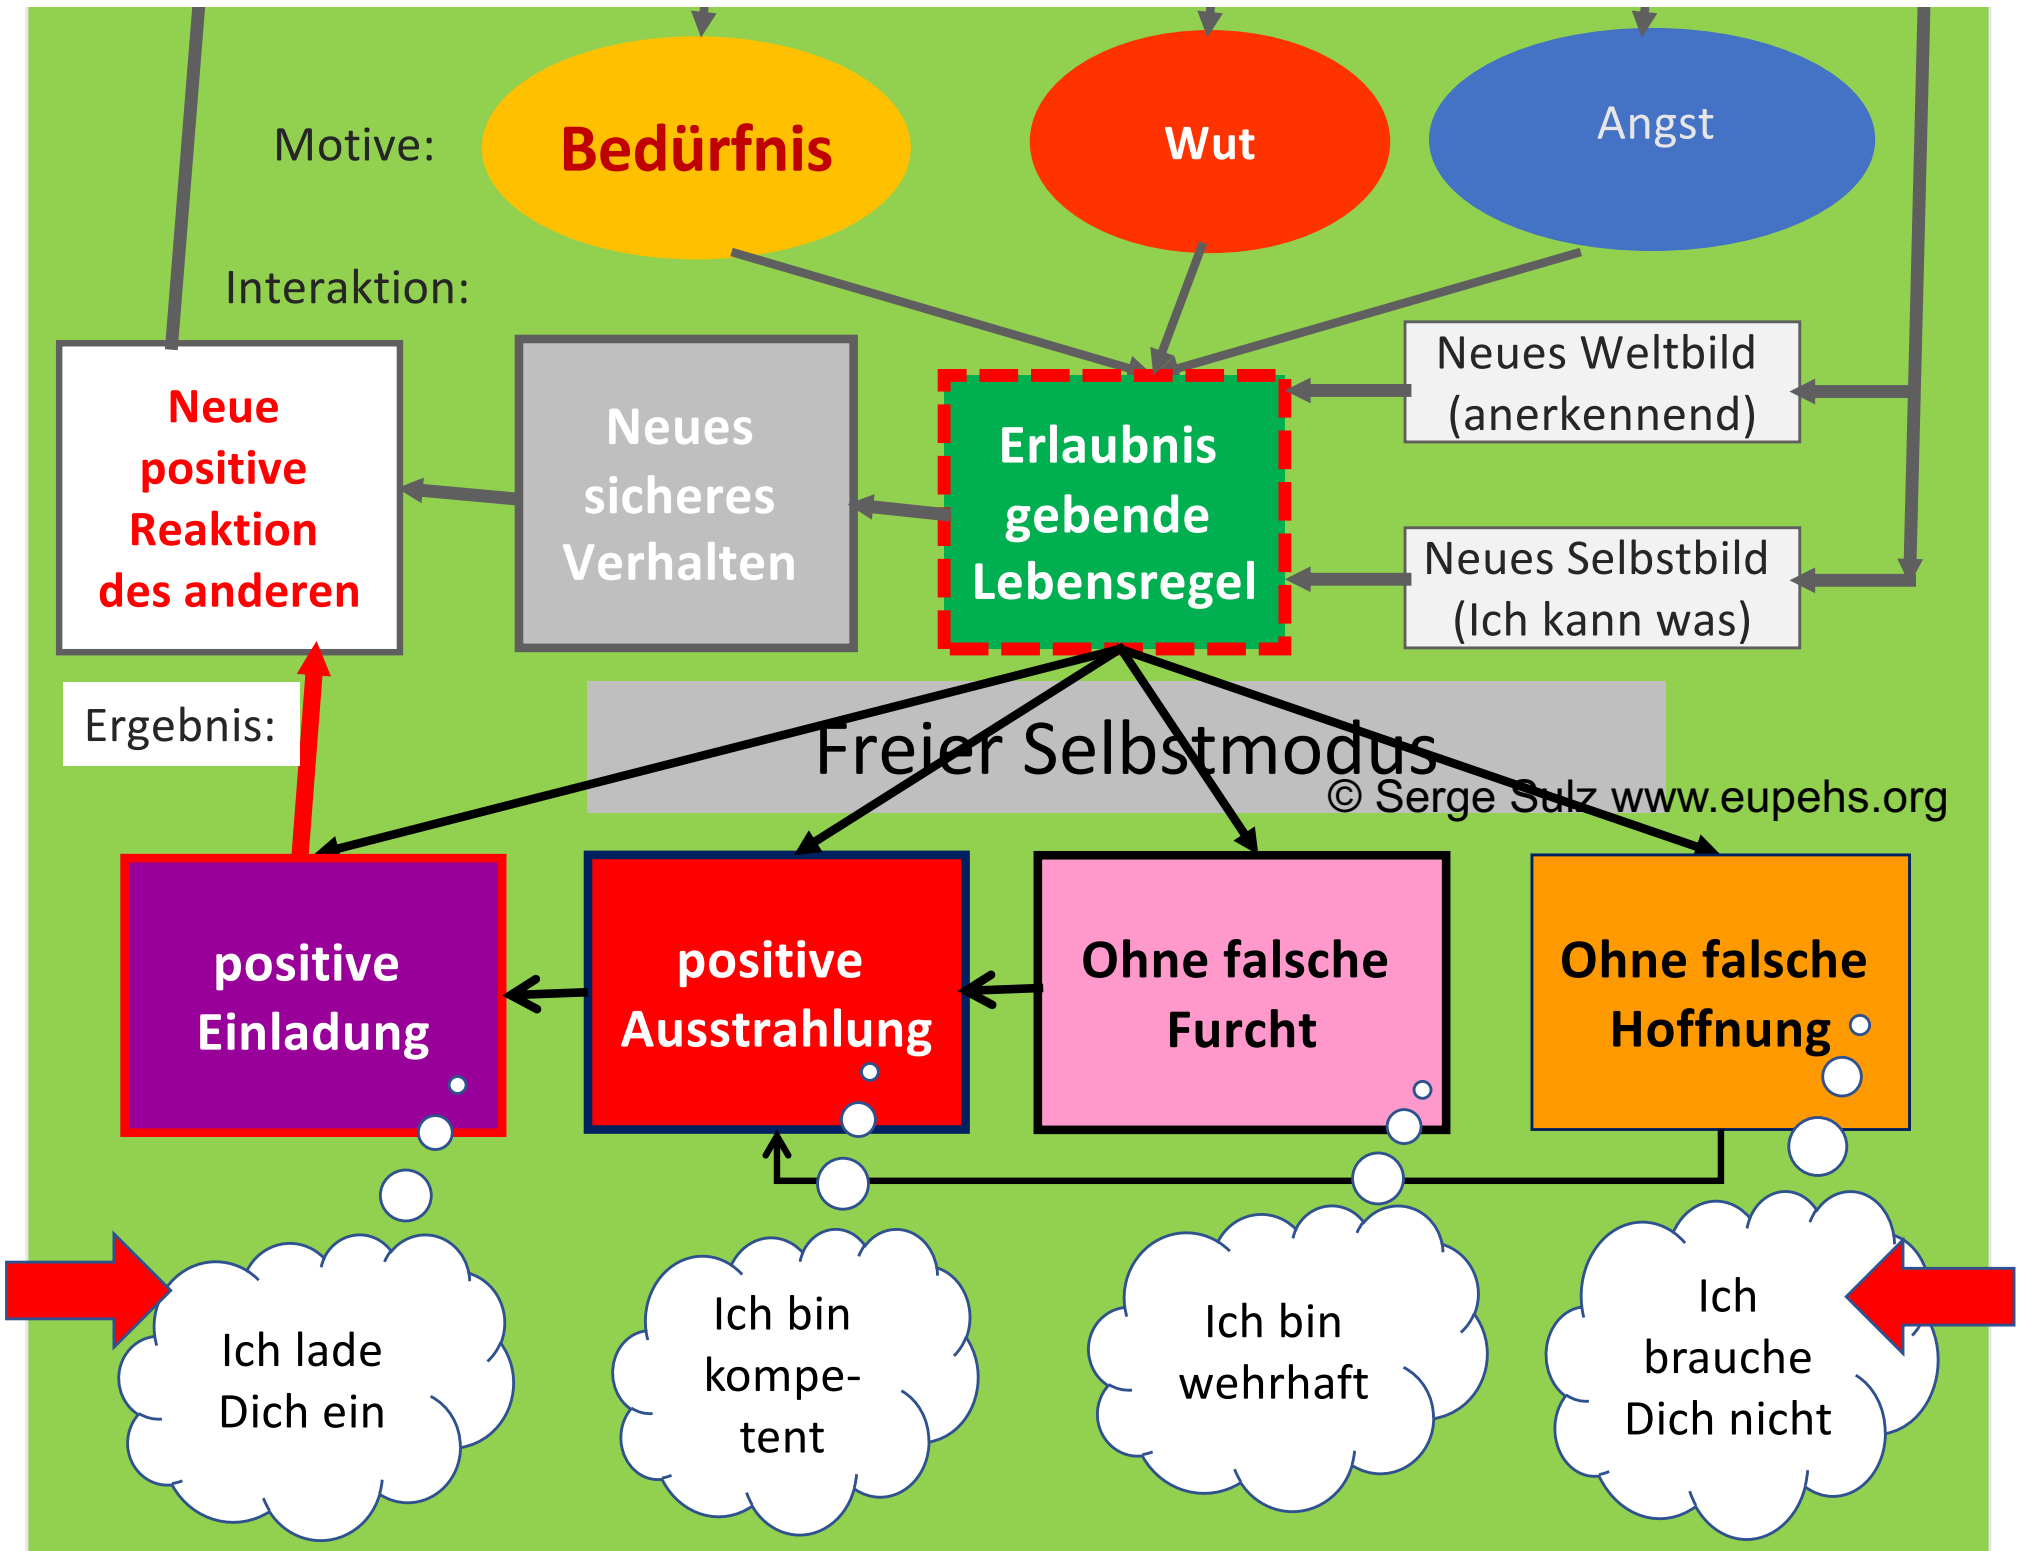 Motive:
Bedürfnis
Wut
Angst
Interaktion:
Neue
positive
Reaktion
des anderen
Neues
sicheres
Verhalten
Erlaubnis
gebende
Lebensregel
Neues Weltbild
(anerkennend)
Neues Selbstbild
(Ich kann was)
Ergebnis:
Freier Selbstmodus
© Serge Sulz www.eupehs.org
positive
Einladung
positive
Ausstrahlung
Ohne falsche
Furcht
Ohne falsche
Hoffnung
Ich lade
Dich ein
Ich bin
kompe-
tent
Ich bin
wehrhaft
Ich
brauche
Dich nicht